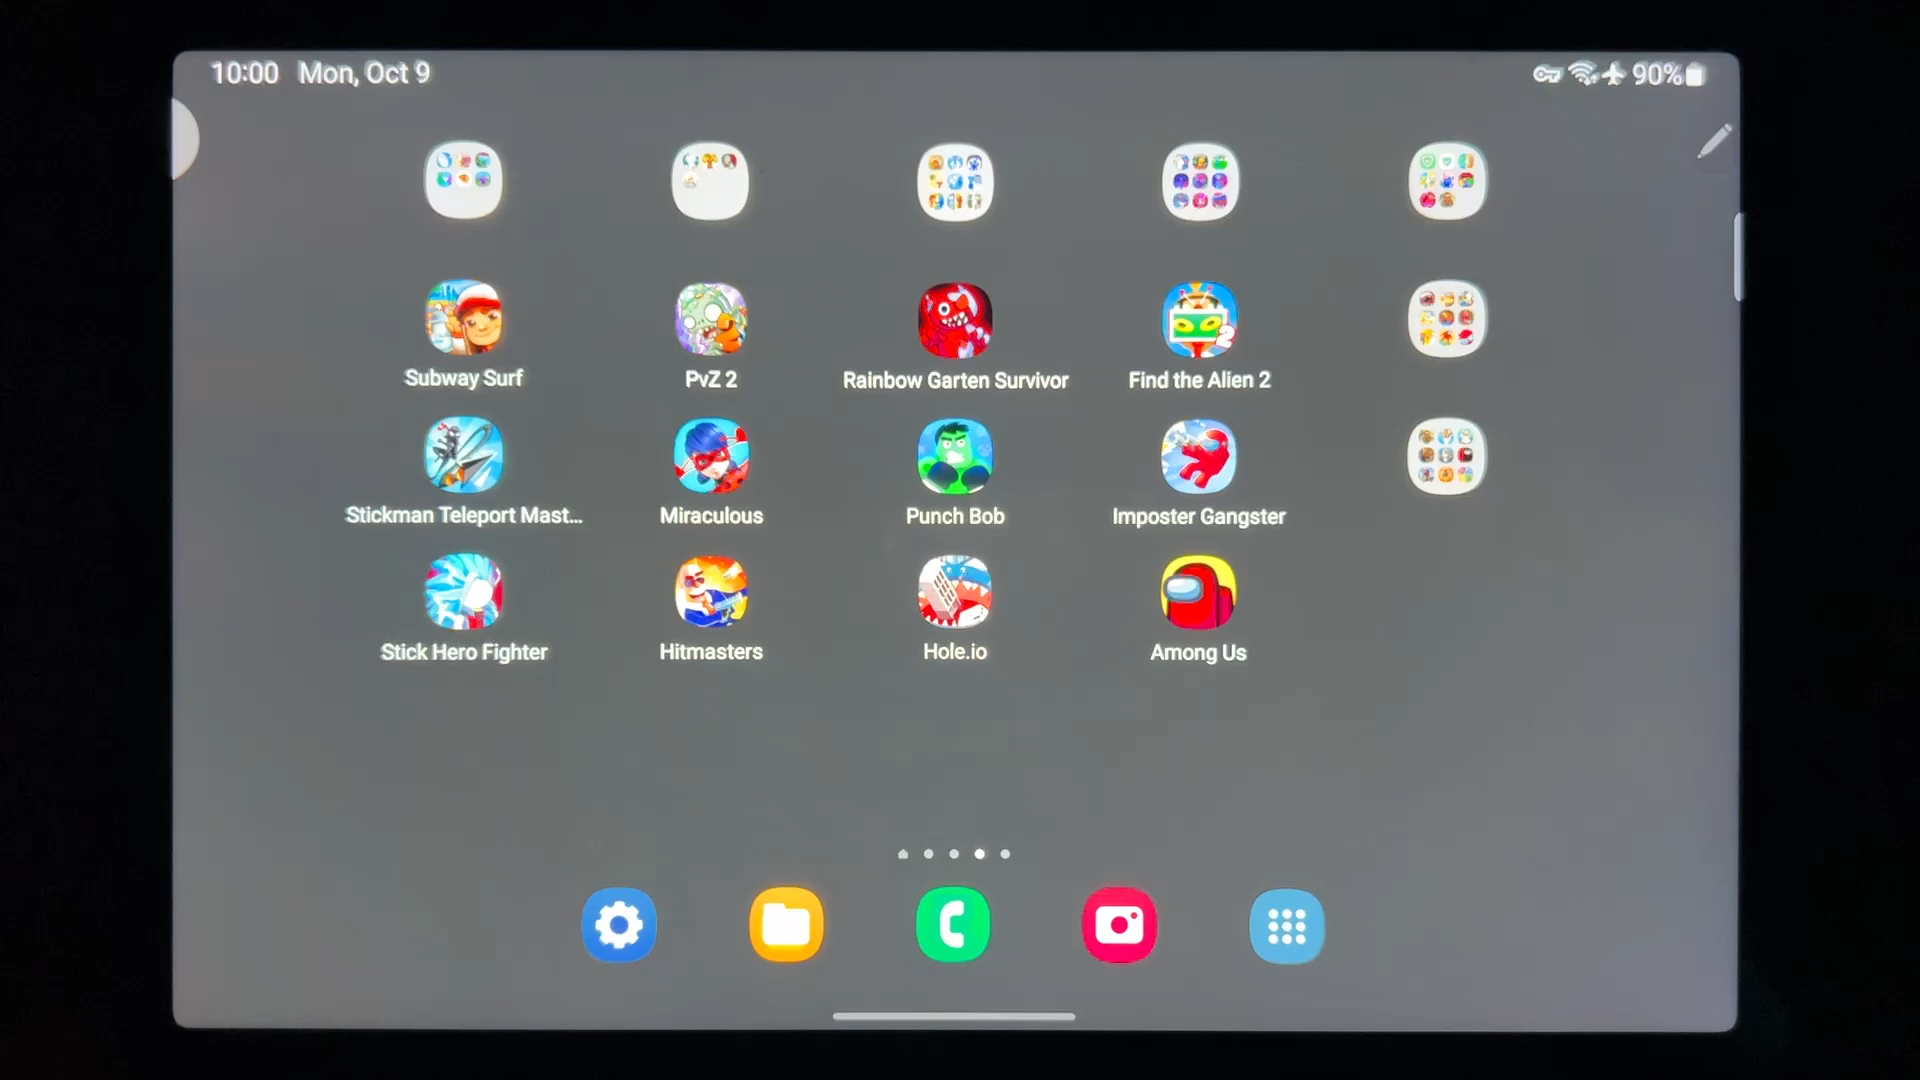 10:00 Mon, Oct 9 90%
Subway Surf PvZ 2 Rainbow Garten Survivor Find the Alien 2
2
Stickman Teleport Mast... Miraculous Punch Bob Imposter Gangster
Stick Hero Fighter Hitmasters Hole.io Among Us